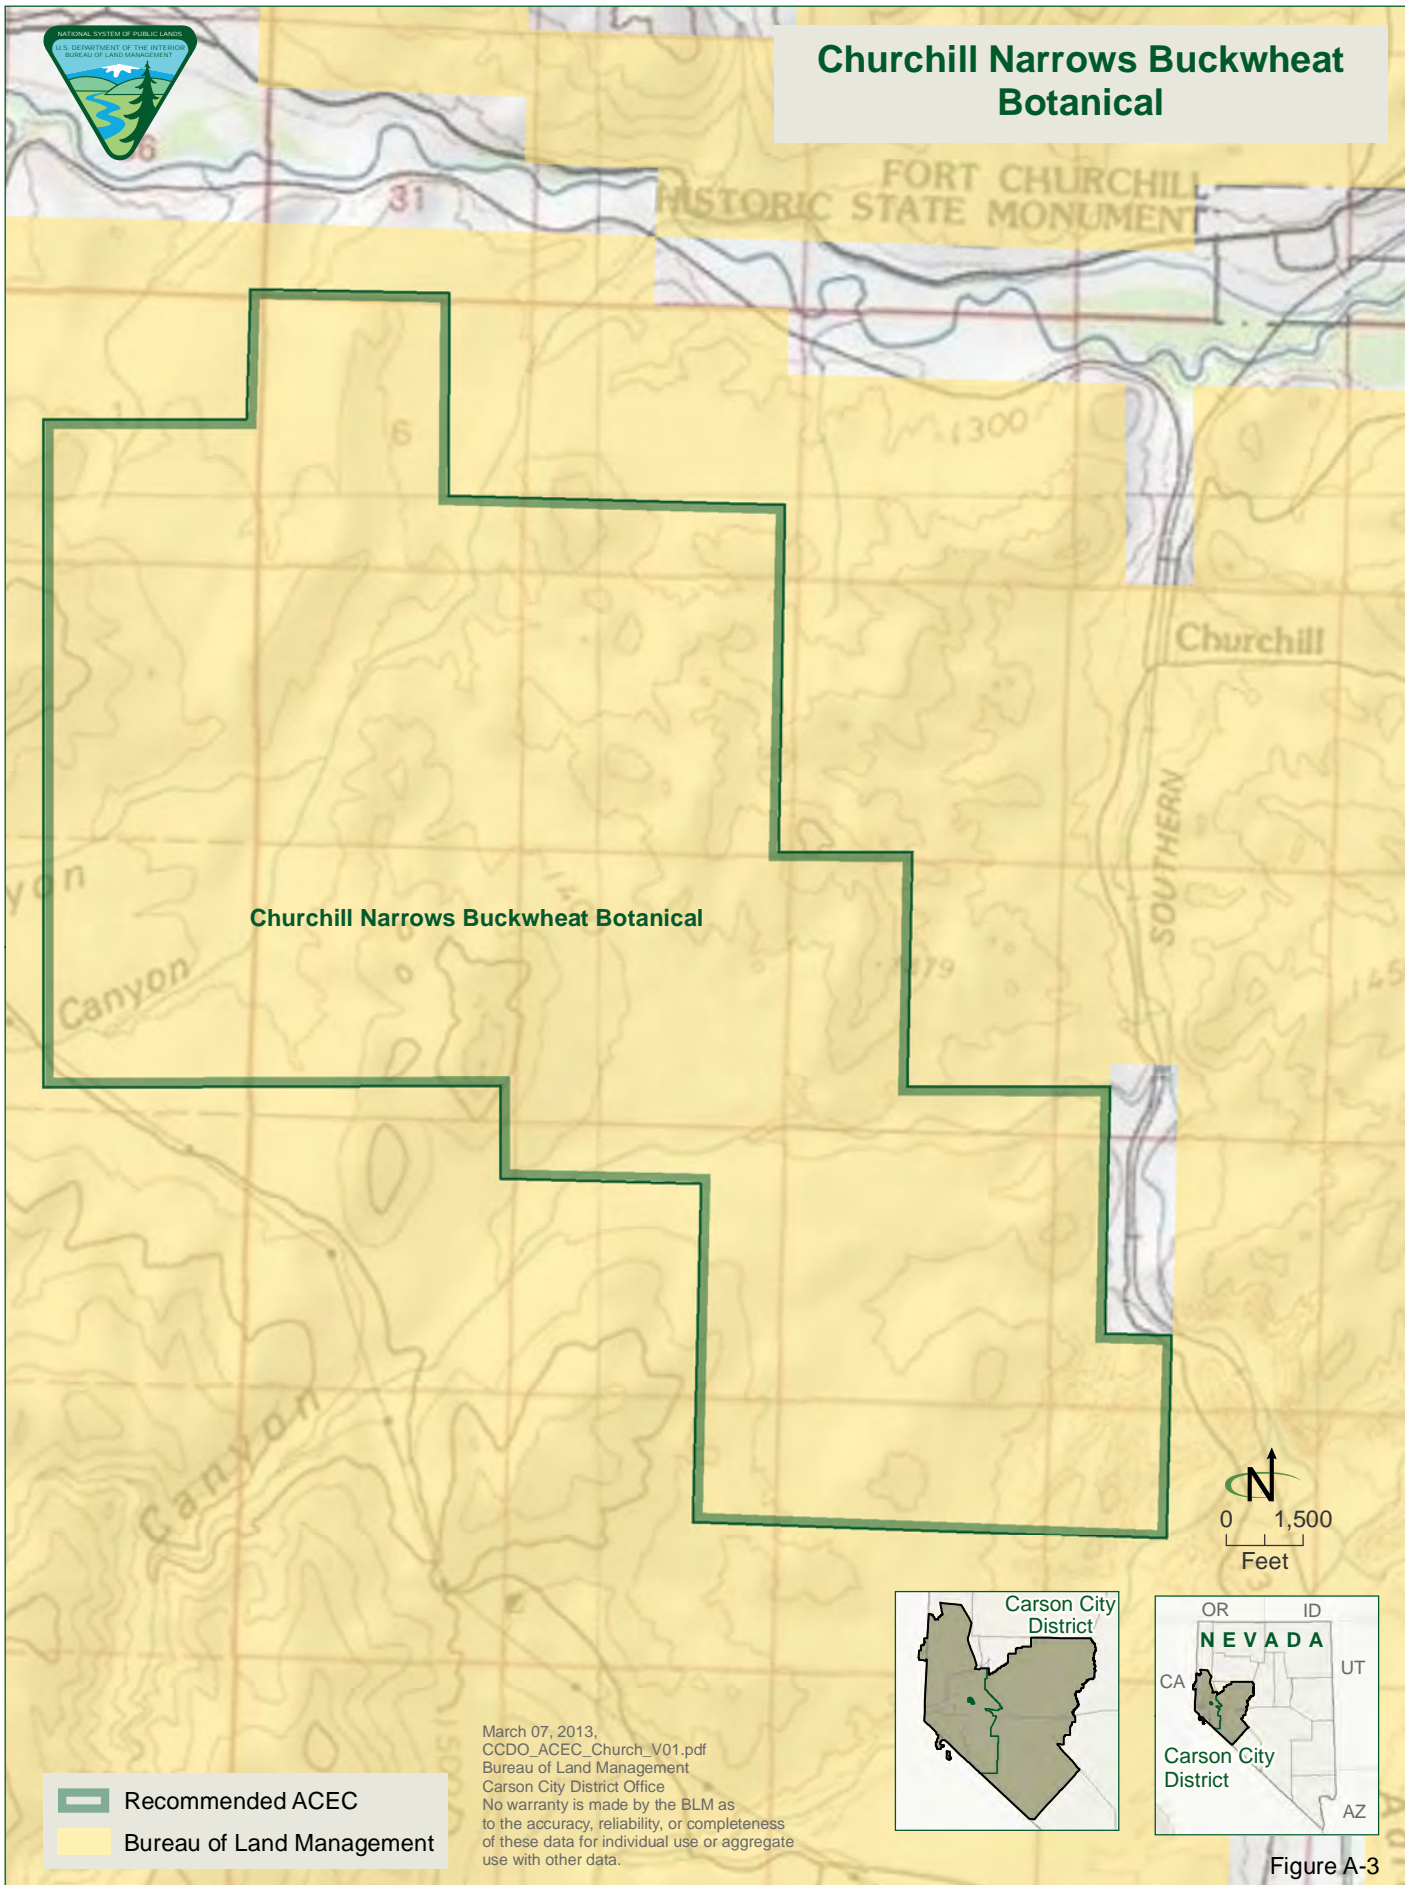 NATIONAL SYSTEM OF PUBLIC LANDS
U.S. DEPARTMENT OF THE INTERIOR
BUREAU OF LAND MANAGEMENT
Churchill Narrows Buckwheat
Botanical
6
31
FORT CHURCHILL
HISTORIC STATE MONUMENT
1
6
1300
Churchill
SOUTHERN
yon
Churchill Narrows Buckwheat Botanical
Canyon
Canyon
N
0 1,500
Feet
Carson City
District
OR ID
NEVADA
CA
UT
Carson City
District
AZ
March 07, 2013,
CCDO_ACEC_Church_V01.pdf
Bureau of Land Management
Carson City District Office
No warranty is made by the BLM as
to the accuracy, reliability, or completeness
of these data for individual use or aggregate
use with other data.
Recommended ACEC
Bureau of Land Management
Figure A-3